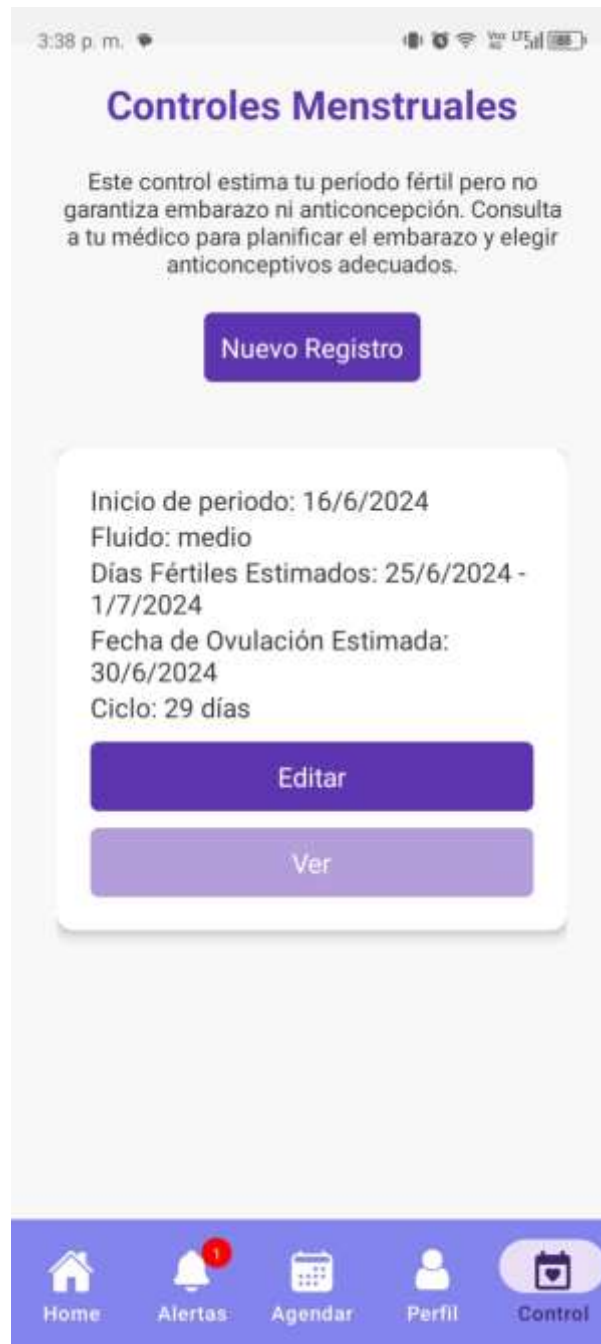 3:38 p. m.
Controles Menstruales
Este control estima tu período fértil pero no
garantiza embarazo ni anticoncepción. Consulta
a tu médico para planificar el embarazo y elegir
anticonceptivos adecuados.
Nuevo Registro
Inicio de periodo: 16/6/2024
Fluido: medio
Días Fértiles Estimados: 25/6/2024 -
1/7/2024
Fecha de Ovulación Estimada:
30/6/2024
Ciclo: 29 días
Editar
Ver
1
Home Alertas Agendar Perfil Control